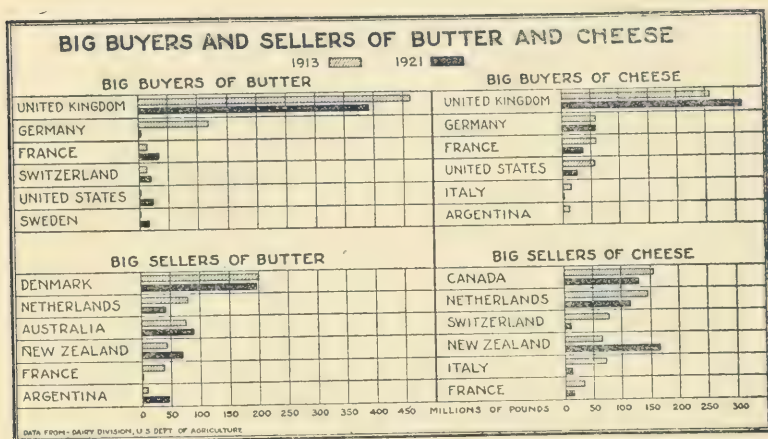 BIG BUYERS AND SELLERS OF BUTTER AND CHEESE
1913 1921
BIG BUYERS OF BUTTER
UNITED KINGDOM
GERMANY
FRANCE
SWITZERLAND
UNITED STATES
SWEDEN
BIG BUYERS OF CHEESE
UNITED KINGDOM
GERMANY
FRANCE
UNITED STATES
ITALY
ARGENTINA
BIG SELLERS OF BUTTER
DENMARK
NETHERLANDS
AUSTRALIA
NEW ZEALAND
FRANCE
ARGENTINA
BIG SELLERS OF CHEESE
CANADA
NETHERLANDS
SWITZERLAND
NEW ZEALAND
ITALY
FRANCE
0 50 100 150 200 250 300 350 400 450 MILLIONS OF POUNDS 0 50 100 150 200 250 300
DATA FROM - DAIRY DIVISION, U S DEPT OF AGRICULTURE